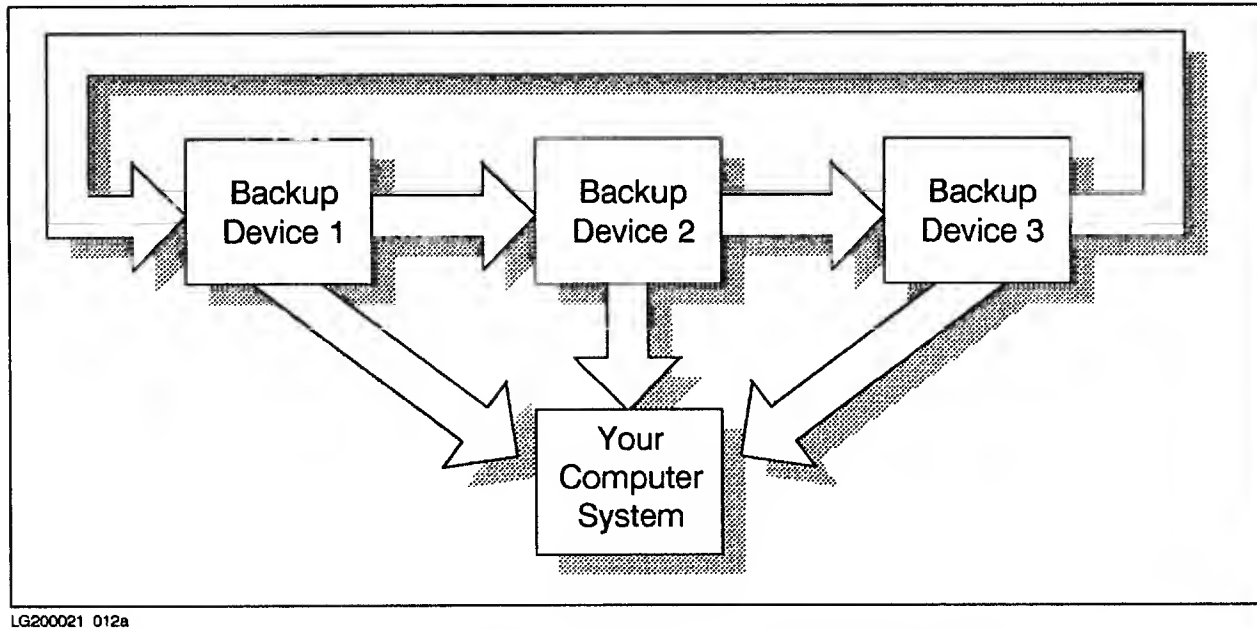 Backup
Device 1
Backup
Device 2
Backup
Device 3
Your
Computer
System
LG200021 012a